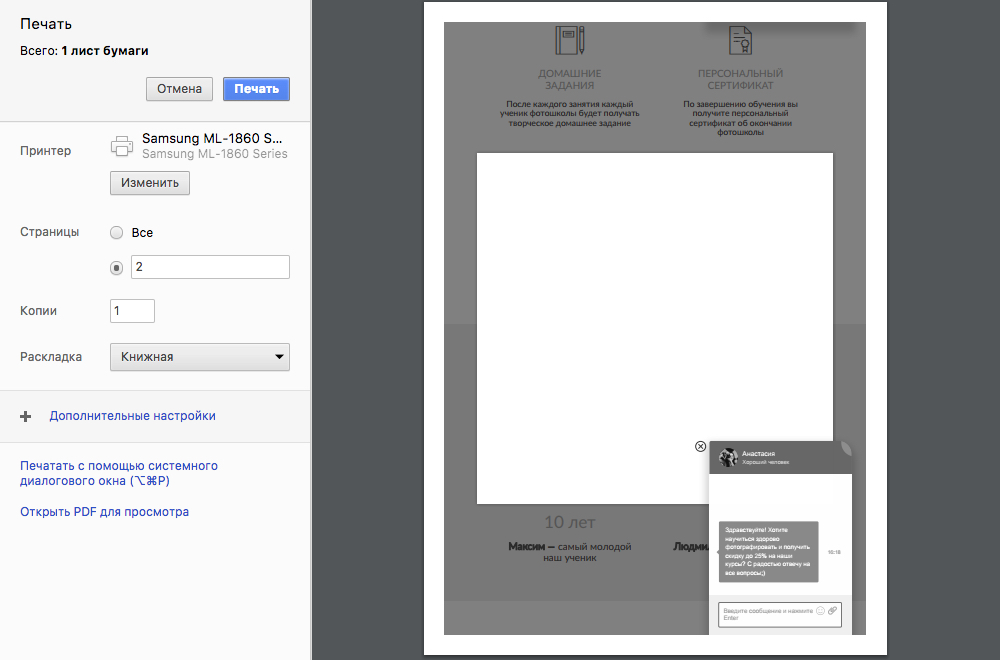 Печать
Всего: 1 лист бумаги
Отмена
Печать
Принтер
Samsung ML-1860 S...
Samsung ML-1860 Series
Изменить
Страницы
Все
2
Копии
1
Раскладка
Книжная
Дополнительные настройки
Печатать с помощью системного
диалогового окна (⌥⌘P)
Открыть PDF для просмотра
ДОМАШНИЕ
ЗАДАНИЯ
После каждого занятия каждый
ученик фотошколы будет получать
творческое домашнее задание
ПЕРСОНАЛЬНЫЙ
СЕРТИФИКАТ
По завершению обучения вы
получите персональный
сертификат об окончании
фотошколы
10 лет
Максим — самый молодой
наш ученик
Людмил
Анастасия
Хороший человек
Здравствуйте! Хотите
научиться здорово
фотографировать и получить
скидку до 25% на наши
курсы? С радостью отвечу на
все вопросы;)
16:18
Введите сообщение и нажмите
Enter